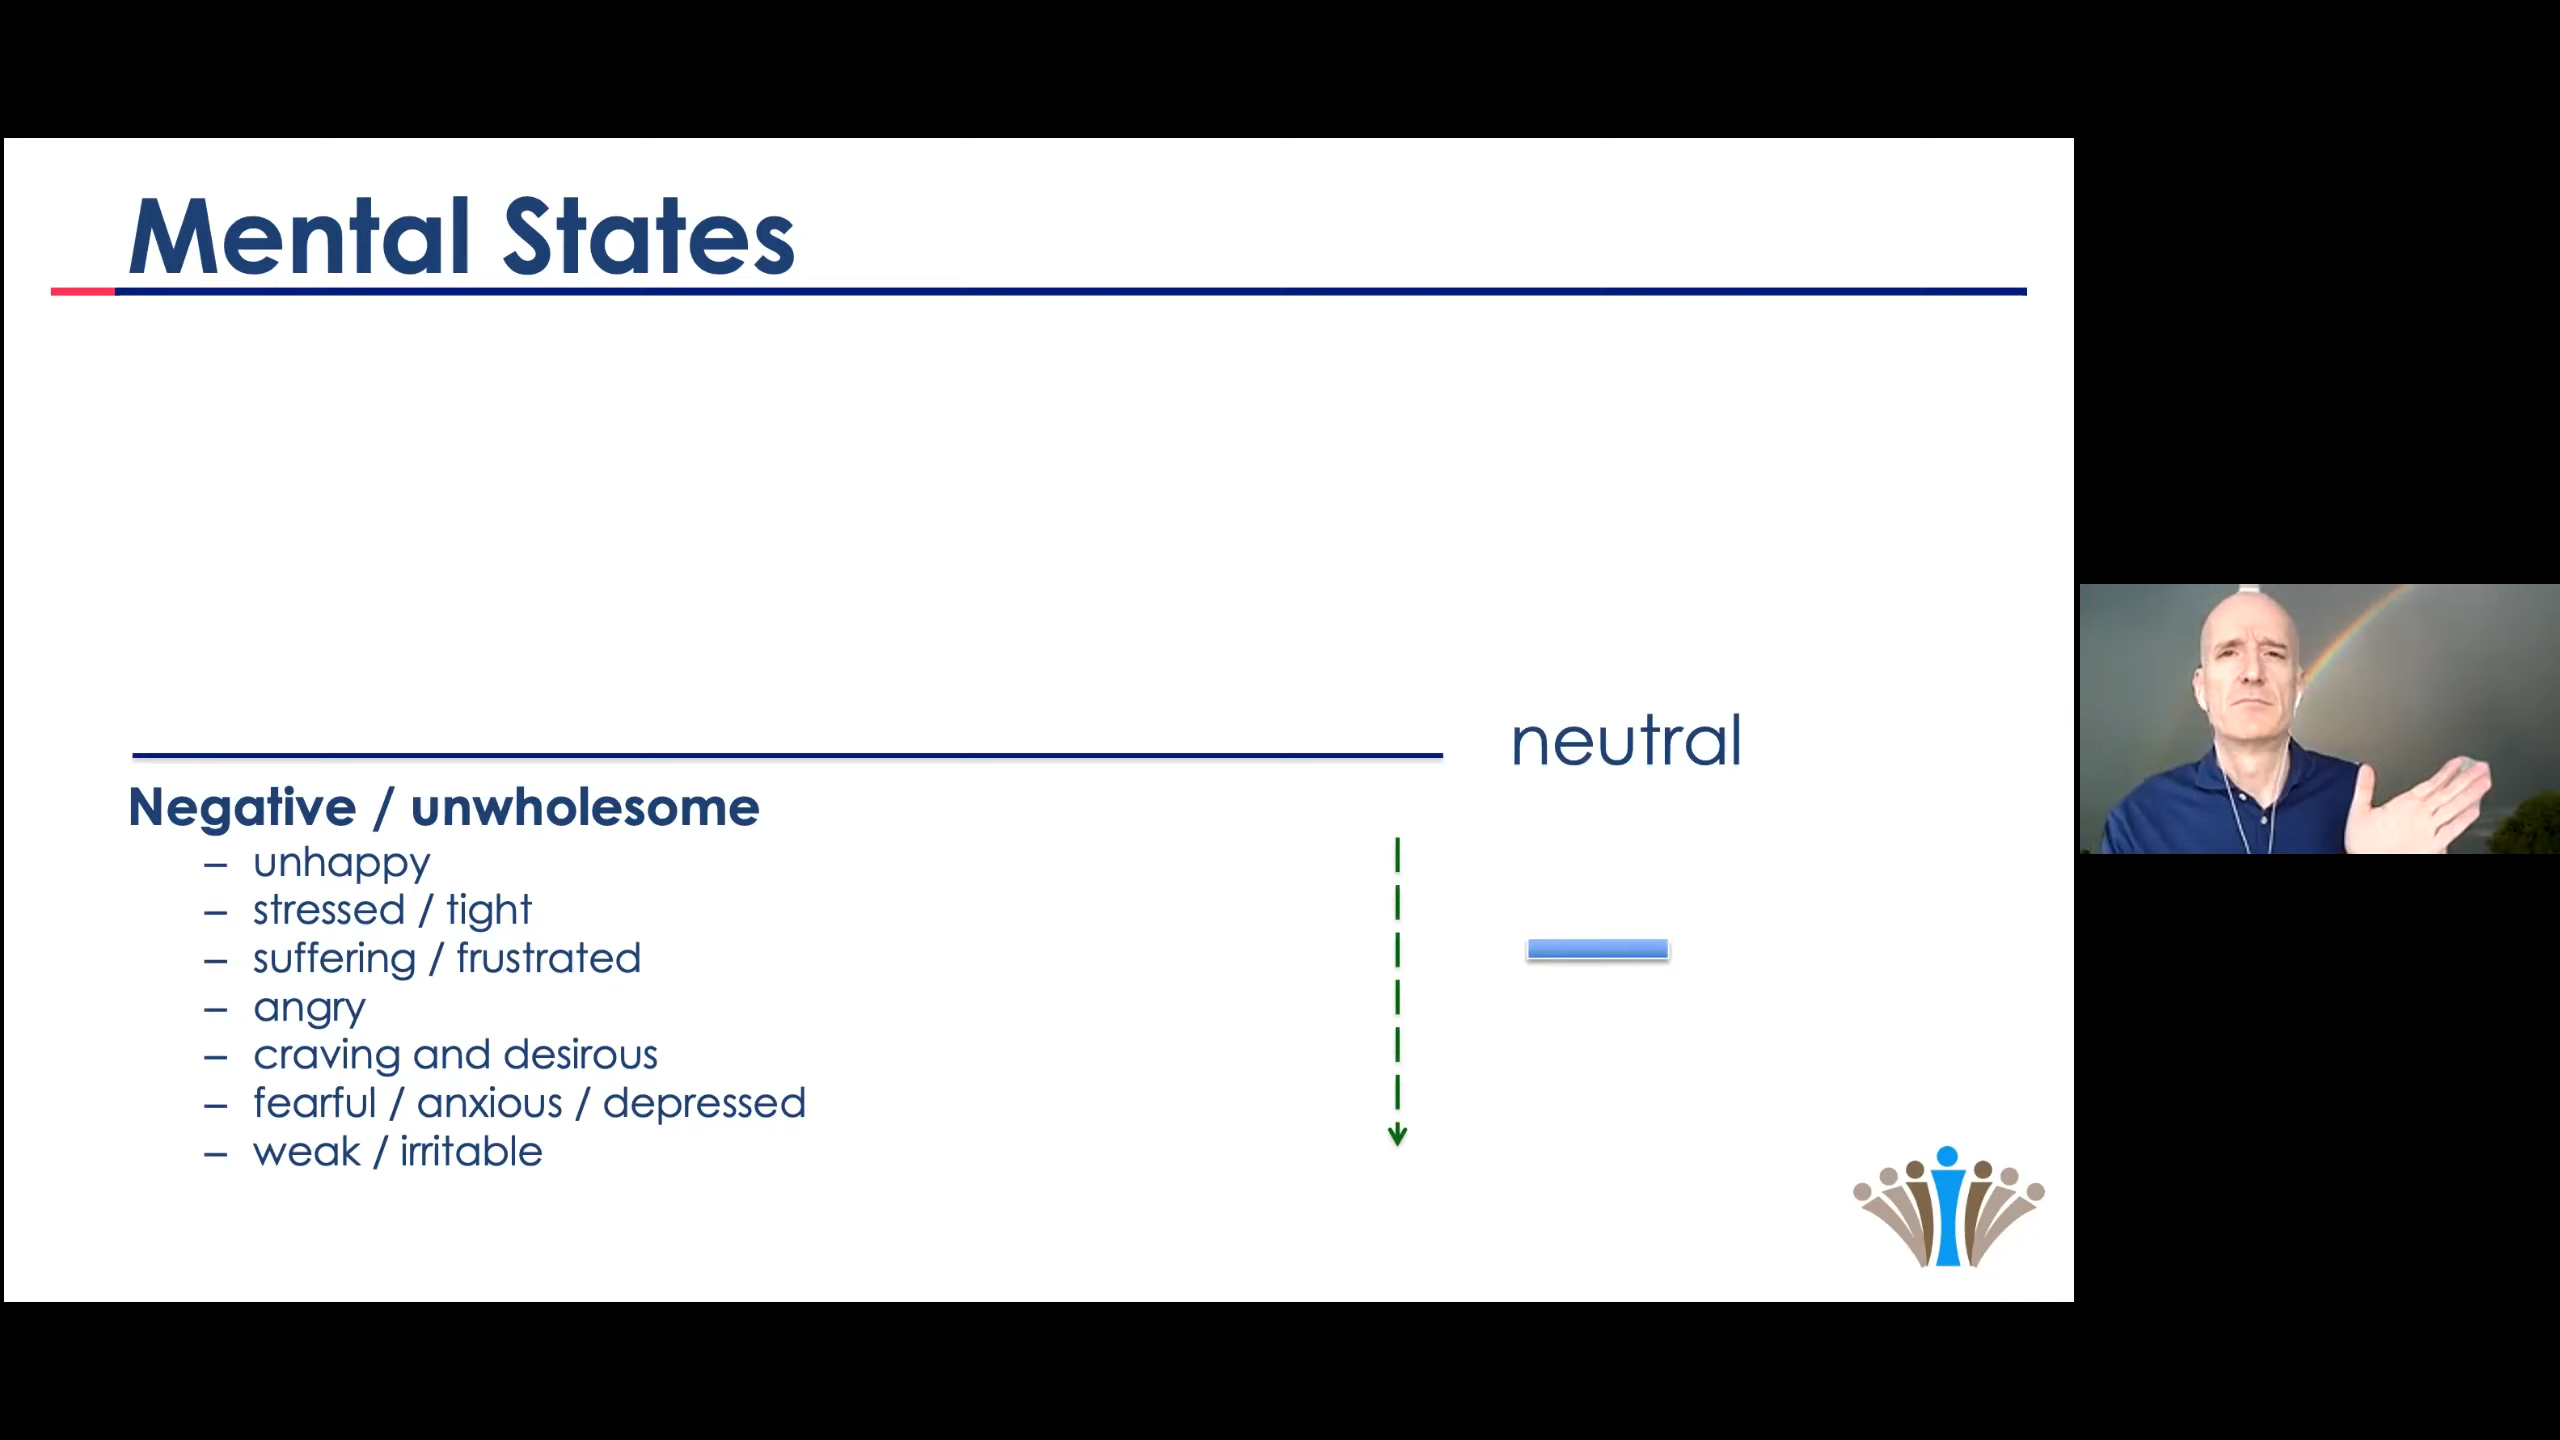 Mental States
neutral
Negative / unwholesome
– unhappy
– stressed / tight
– suffering / frustrated
– angry
– craving and desirous
– fearful / anxious / depressed
– weak / irritable